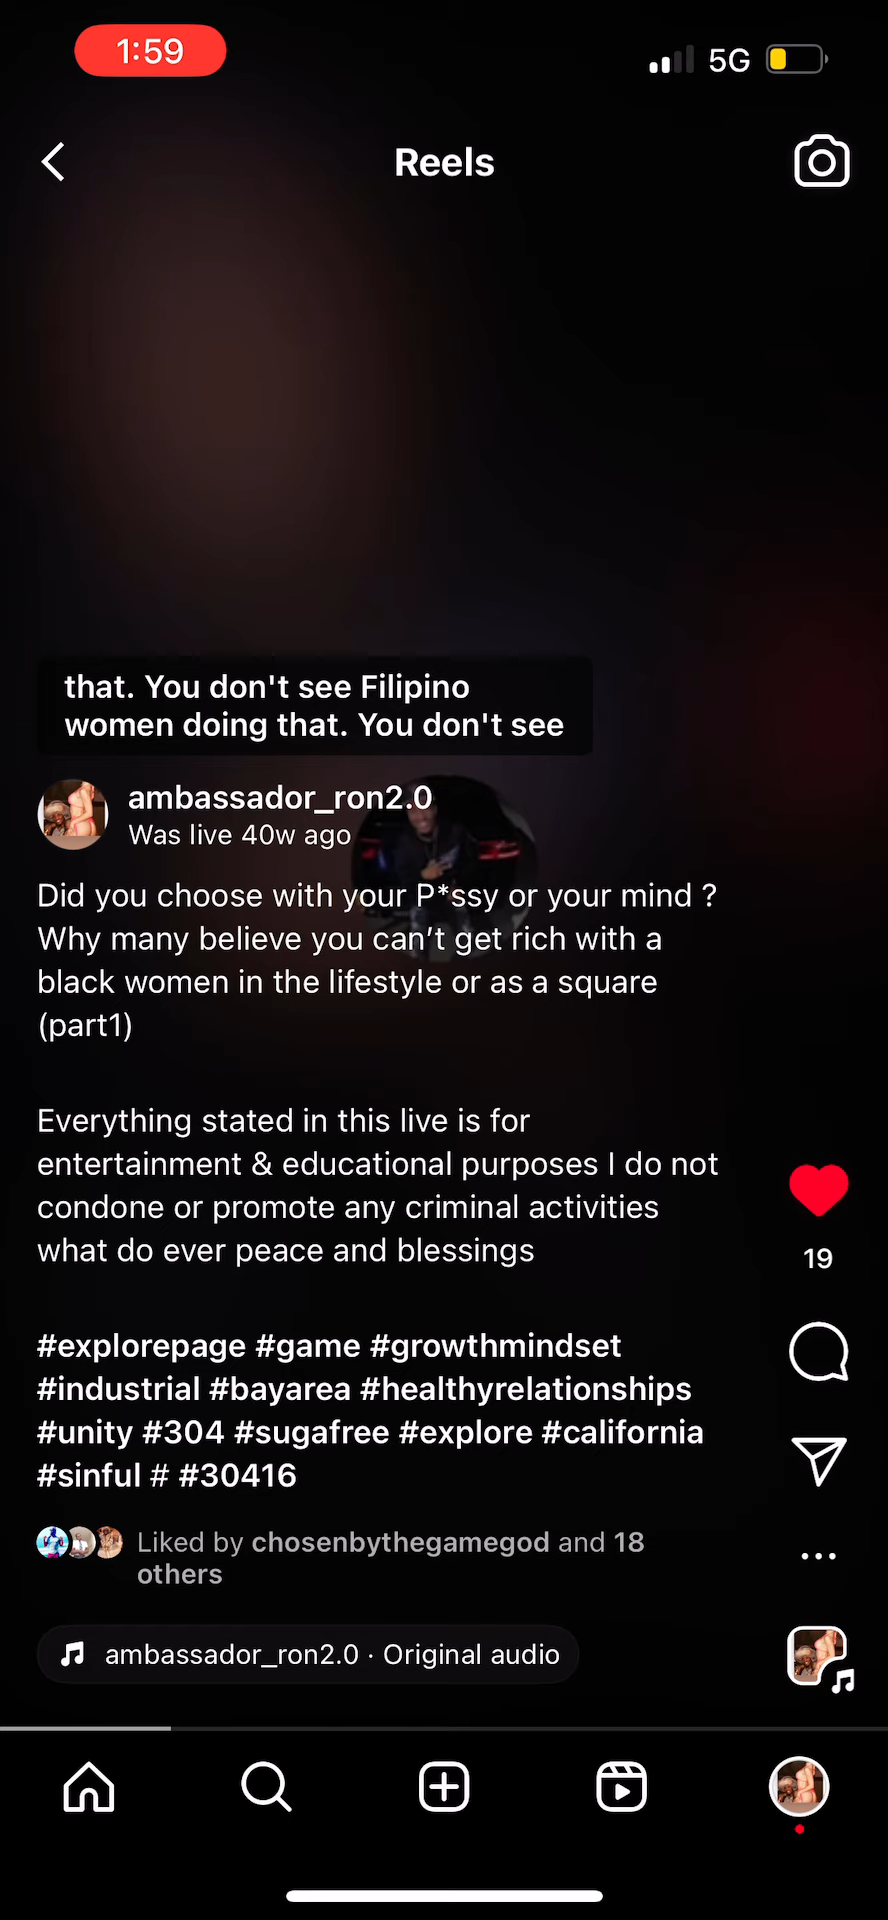 1:59
5G
Reels
that. You don't see Filipino
women doing that. You don't see
ambassador_ron2.0
Was live 40w ago
Did you choose with your P*ssy or your mind ?
Why many believe you can’t get rich with a
black women in the lifestyle or as a square
(part1)
Everything stated in this live is for
entertainment & educational purposes I do not
condone or promote any criminal activities
what do ever peace and blessings
#explorepage #game #growthmindset
#industrial #bayarea #healthyrelationships
#unity #304 #sugafree #explore #california
#sinful # #30416
19
Liked by chosenbythegamegod and 18
others
ambassador_ron2.0 · Original audio